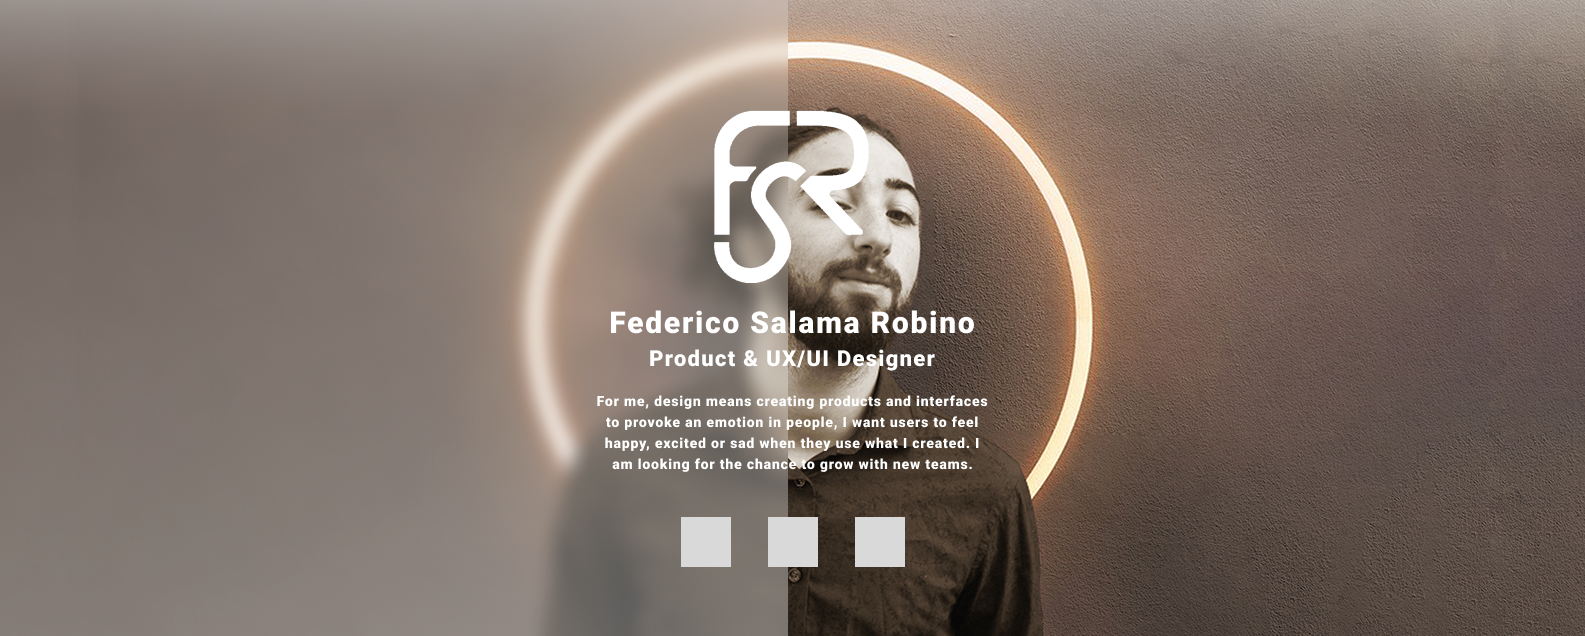 FSR
Federico Salama Robino
Product & UX/UI Designer
For me, design means creating products and interfaces
to provoke an emotion in people, I want users to feel
happy, excited or sad when they use what I created. I
am looking for the chance to grow with new teams.